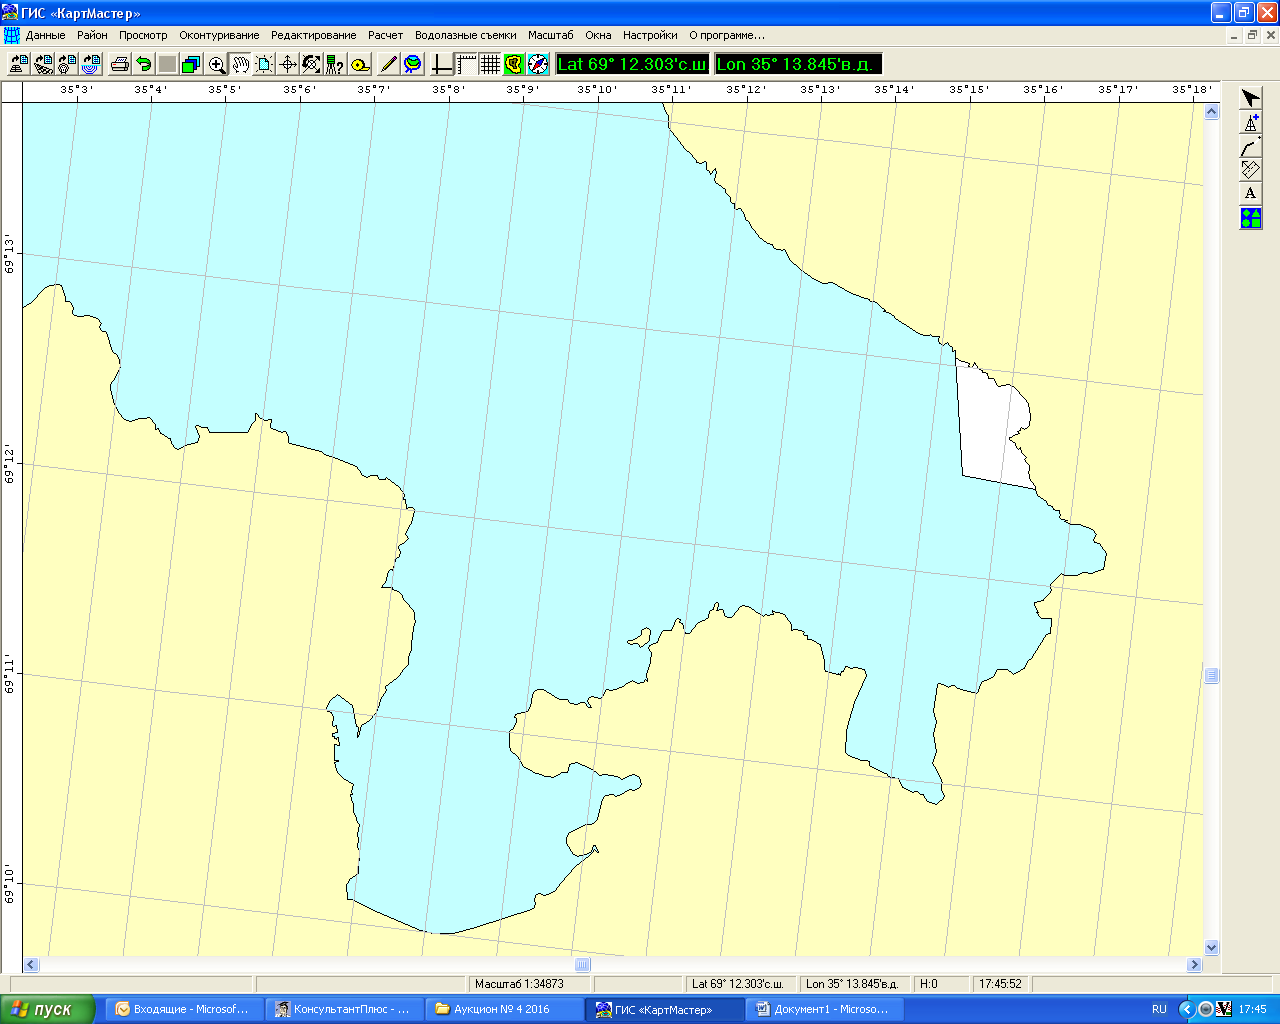 ГИС «КартМастер»
Данные Район Просмотр Оконтуривание Редактирование Расчет Водолазные съемки Масштаб Окна Настройки О программе...
Lat 69° 12.303'с.ш Lon 35° 13.845'в.д.
35°3' 35°4' 35°5' 35°6' 35°7' 35°8' 35°9' 35°10' 35°11' 35°12' 35°13' 35°14' 35°15' 35°16' 35°17' 35°18'
A
69°13'
69°12'
69°11'
69°10'
Масштаб 1:34873 Lat 69° 12.303'с.ш. Lon 35° 13.845'в.д. H:0 17:45:52
пуск Входящие - Microsof... КонсультантПлюс - ... Аукцион № 4 2016 ГИС «КартМастер» Документ1 - Microso... RU 17:45